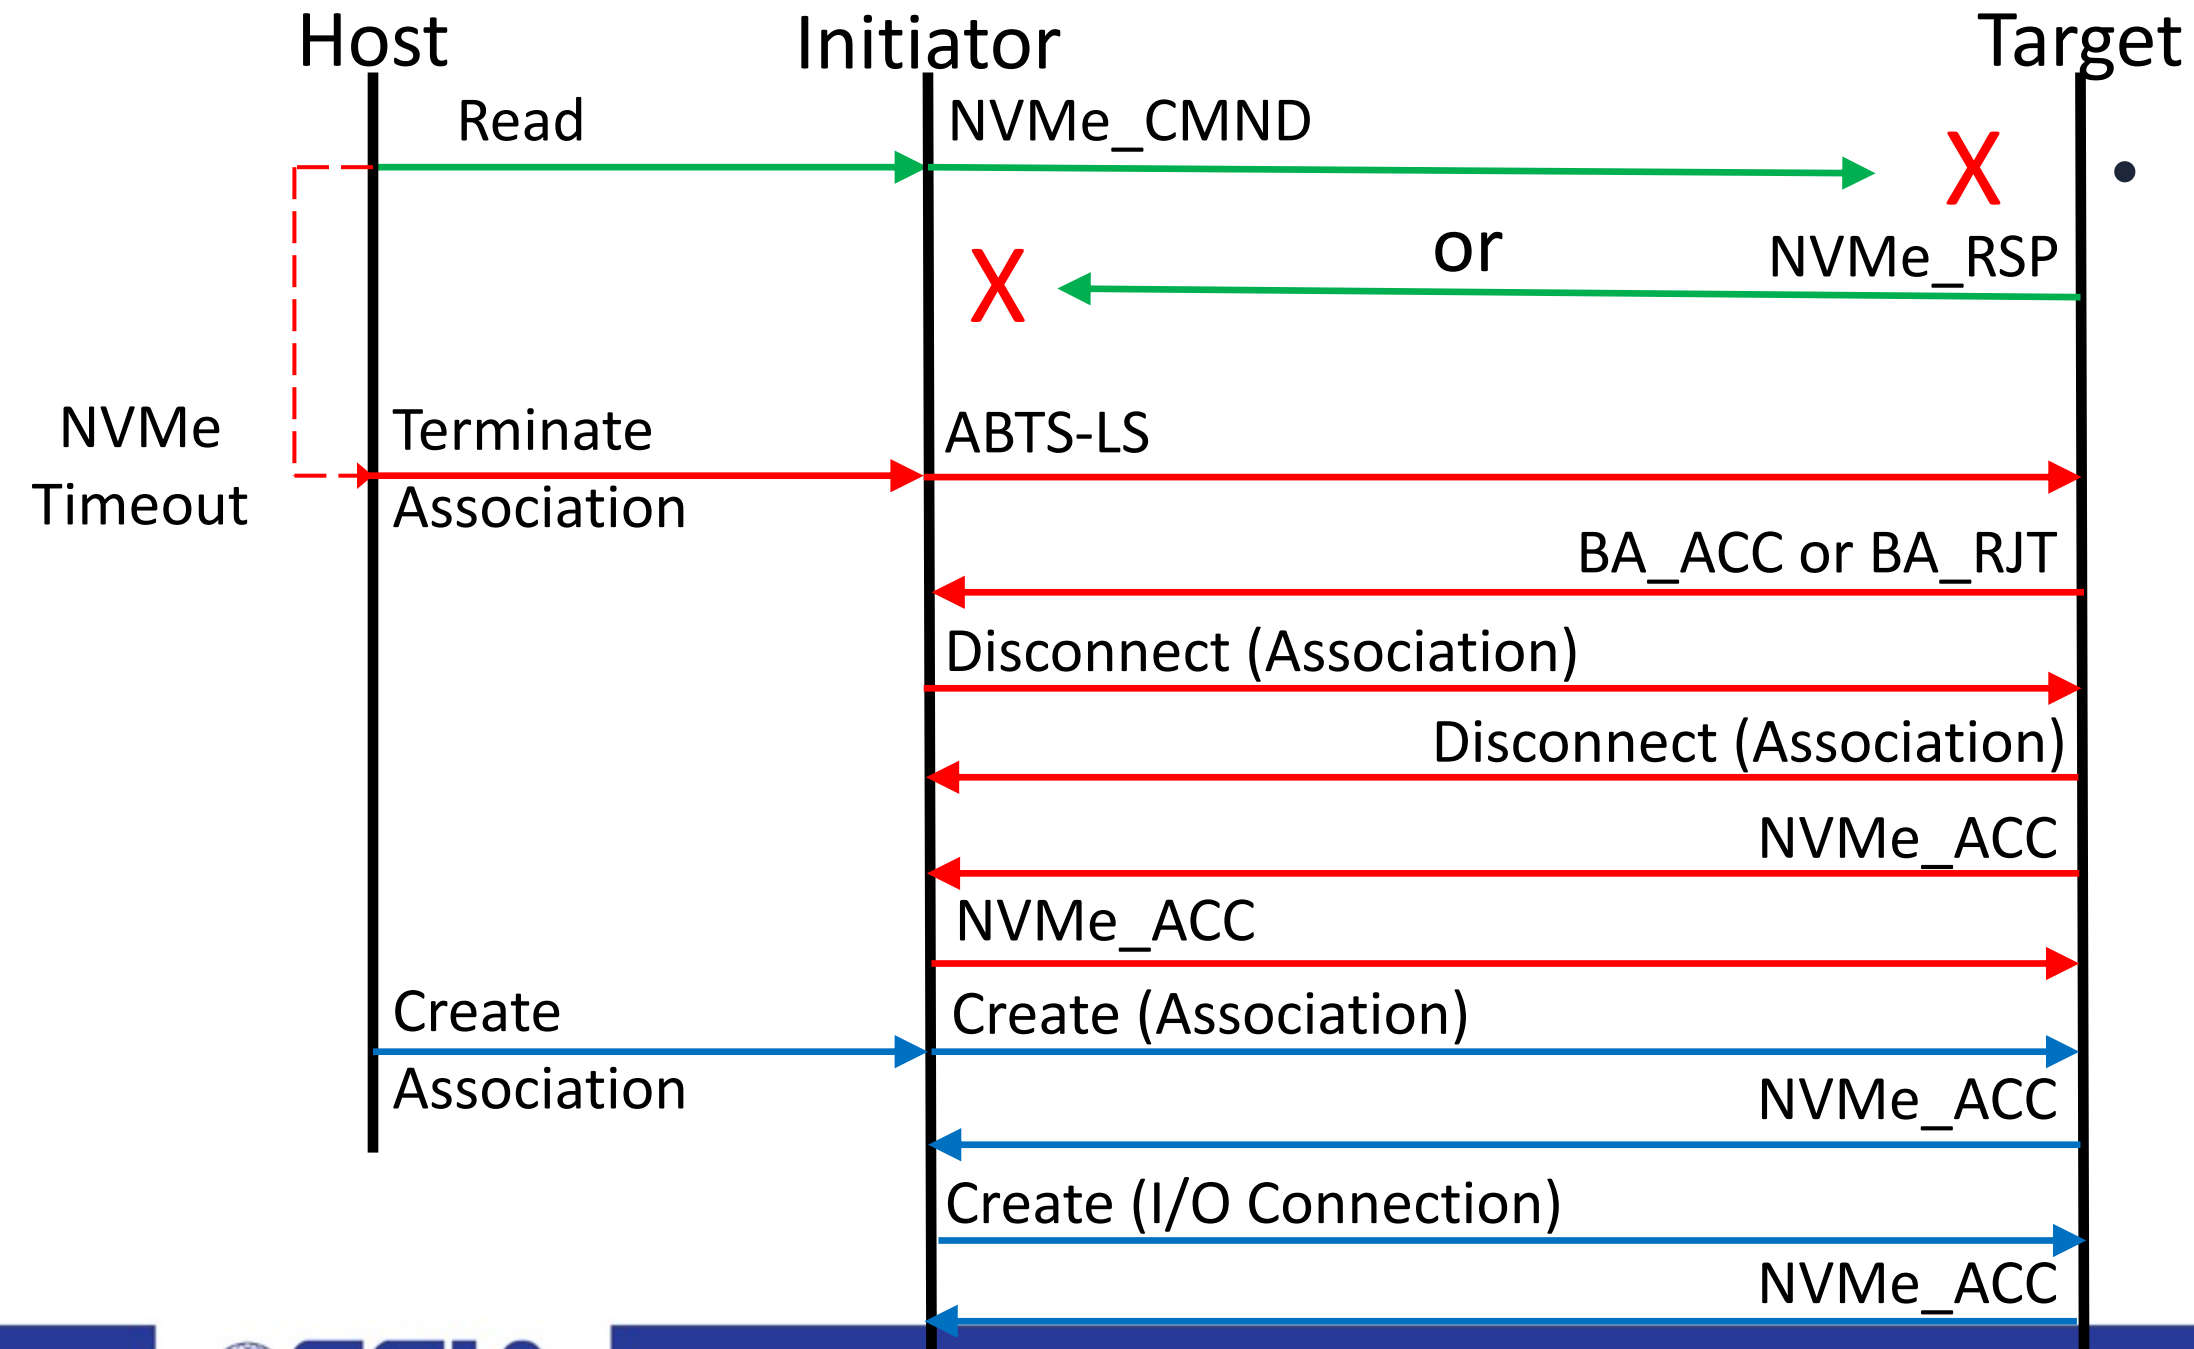 Host
Initiator
Target
Read
NVMe_CMND
X
•
or
NVMe_RSP
X
NVMe
Timeout
Terminate
Association
ABTS-LS
BA_ACC or BA_RJT
Disconnect (Association)
Disconnect (Association)
NVMe_ACC
NVMe_ACC
Create
Association
Create (Association)
NVMe_ACC
Create (I/O Connection)
NVMe_ACC